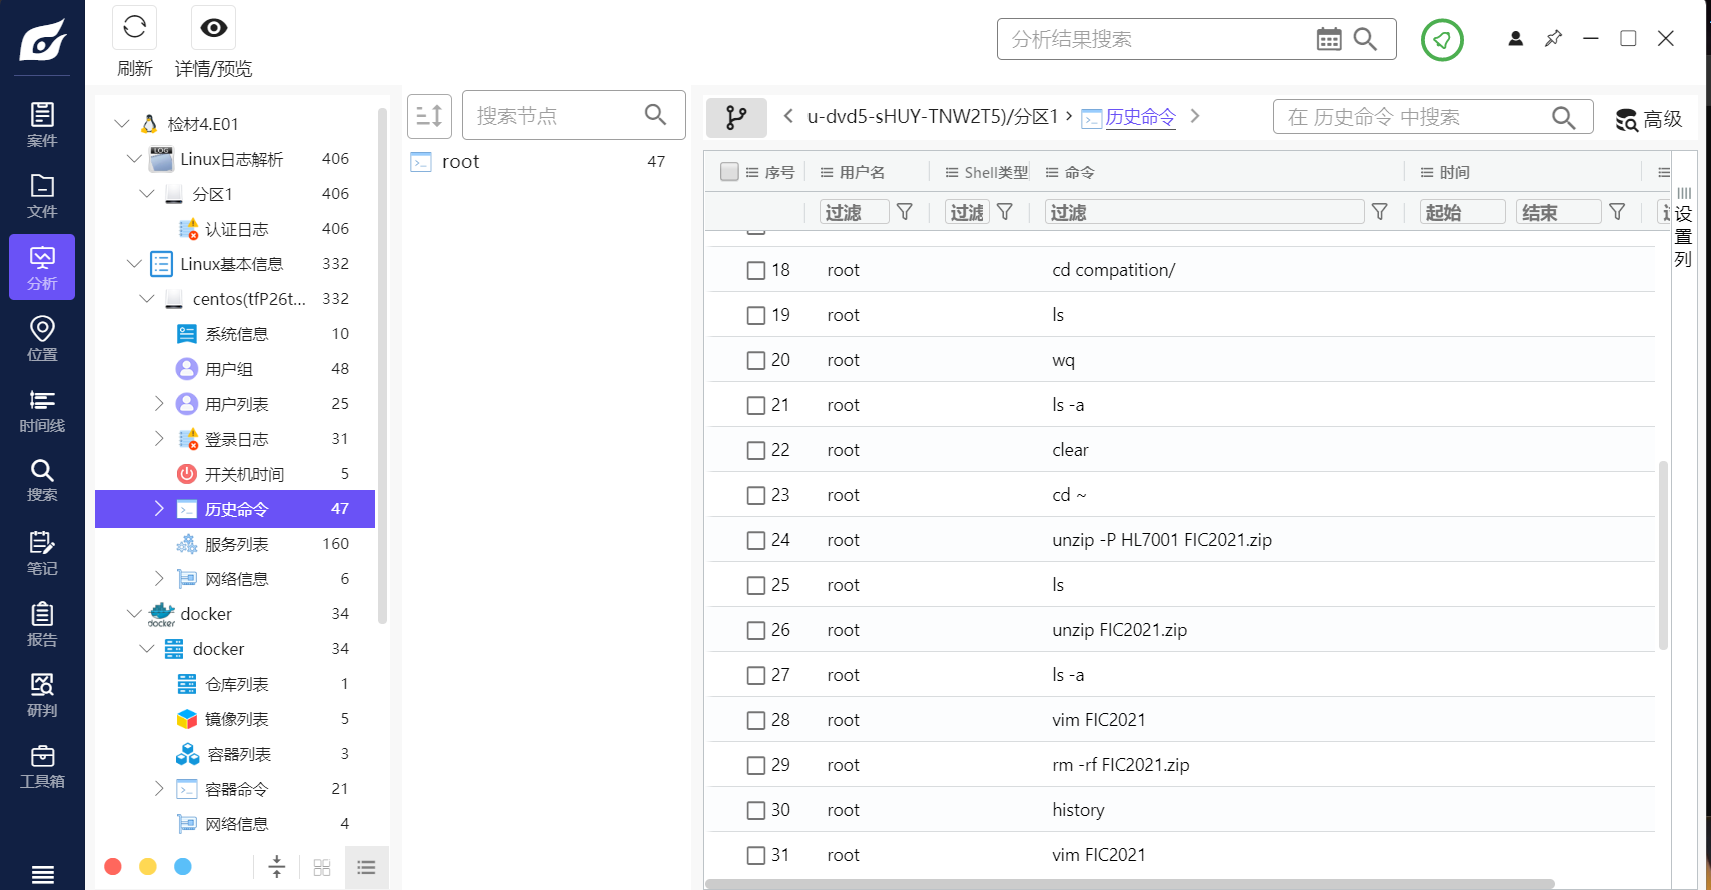 刷新
详情/预览
分析结果搜索
案件
文件
分析
位置
时间线
搜索
笔记
报告
研判
工具箱
检材4.E01
LOG Linux日志解析 406
分区1 406
认证日志 406
Linux基本信息 332
centos(tfP26t... 332
系统信息 10
用户组 48
用户列表 25
登录日志 31
开关机时间 5
历史命令 47
服务列表 160
网络信息 6
docker docker 34
docker 34
仓库列表 1
镜像列表 5
容器列表 3
容器命令 21
网络信息 4
搜索节点
root 47
u-dvd5-sHUY-TNW2T5)/分区1 历史命令
在 历史命令 中搜索
高级
序号 用户名 Shell类型 命令 时间
过滤 过滤 过滤 起始 结束
设置列
18 root cd compatition/
19 root ls
20 root wq
21 root ls -a
22 root clear
23 root cd ~
24 root unzip -P HL7001 FIC2021.zip
25 root ls
26 root unzip FIC2021.zip
27 root ls -a
28 root vim FIC2021
29 root rm -rf FIC2021.zip
30 root history
31 root vim FIC2021